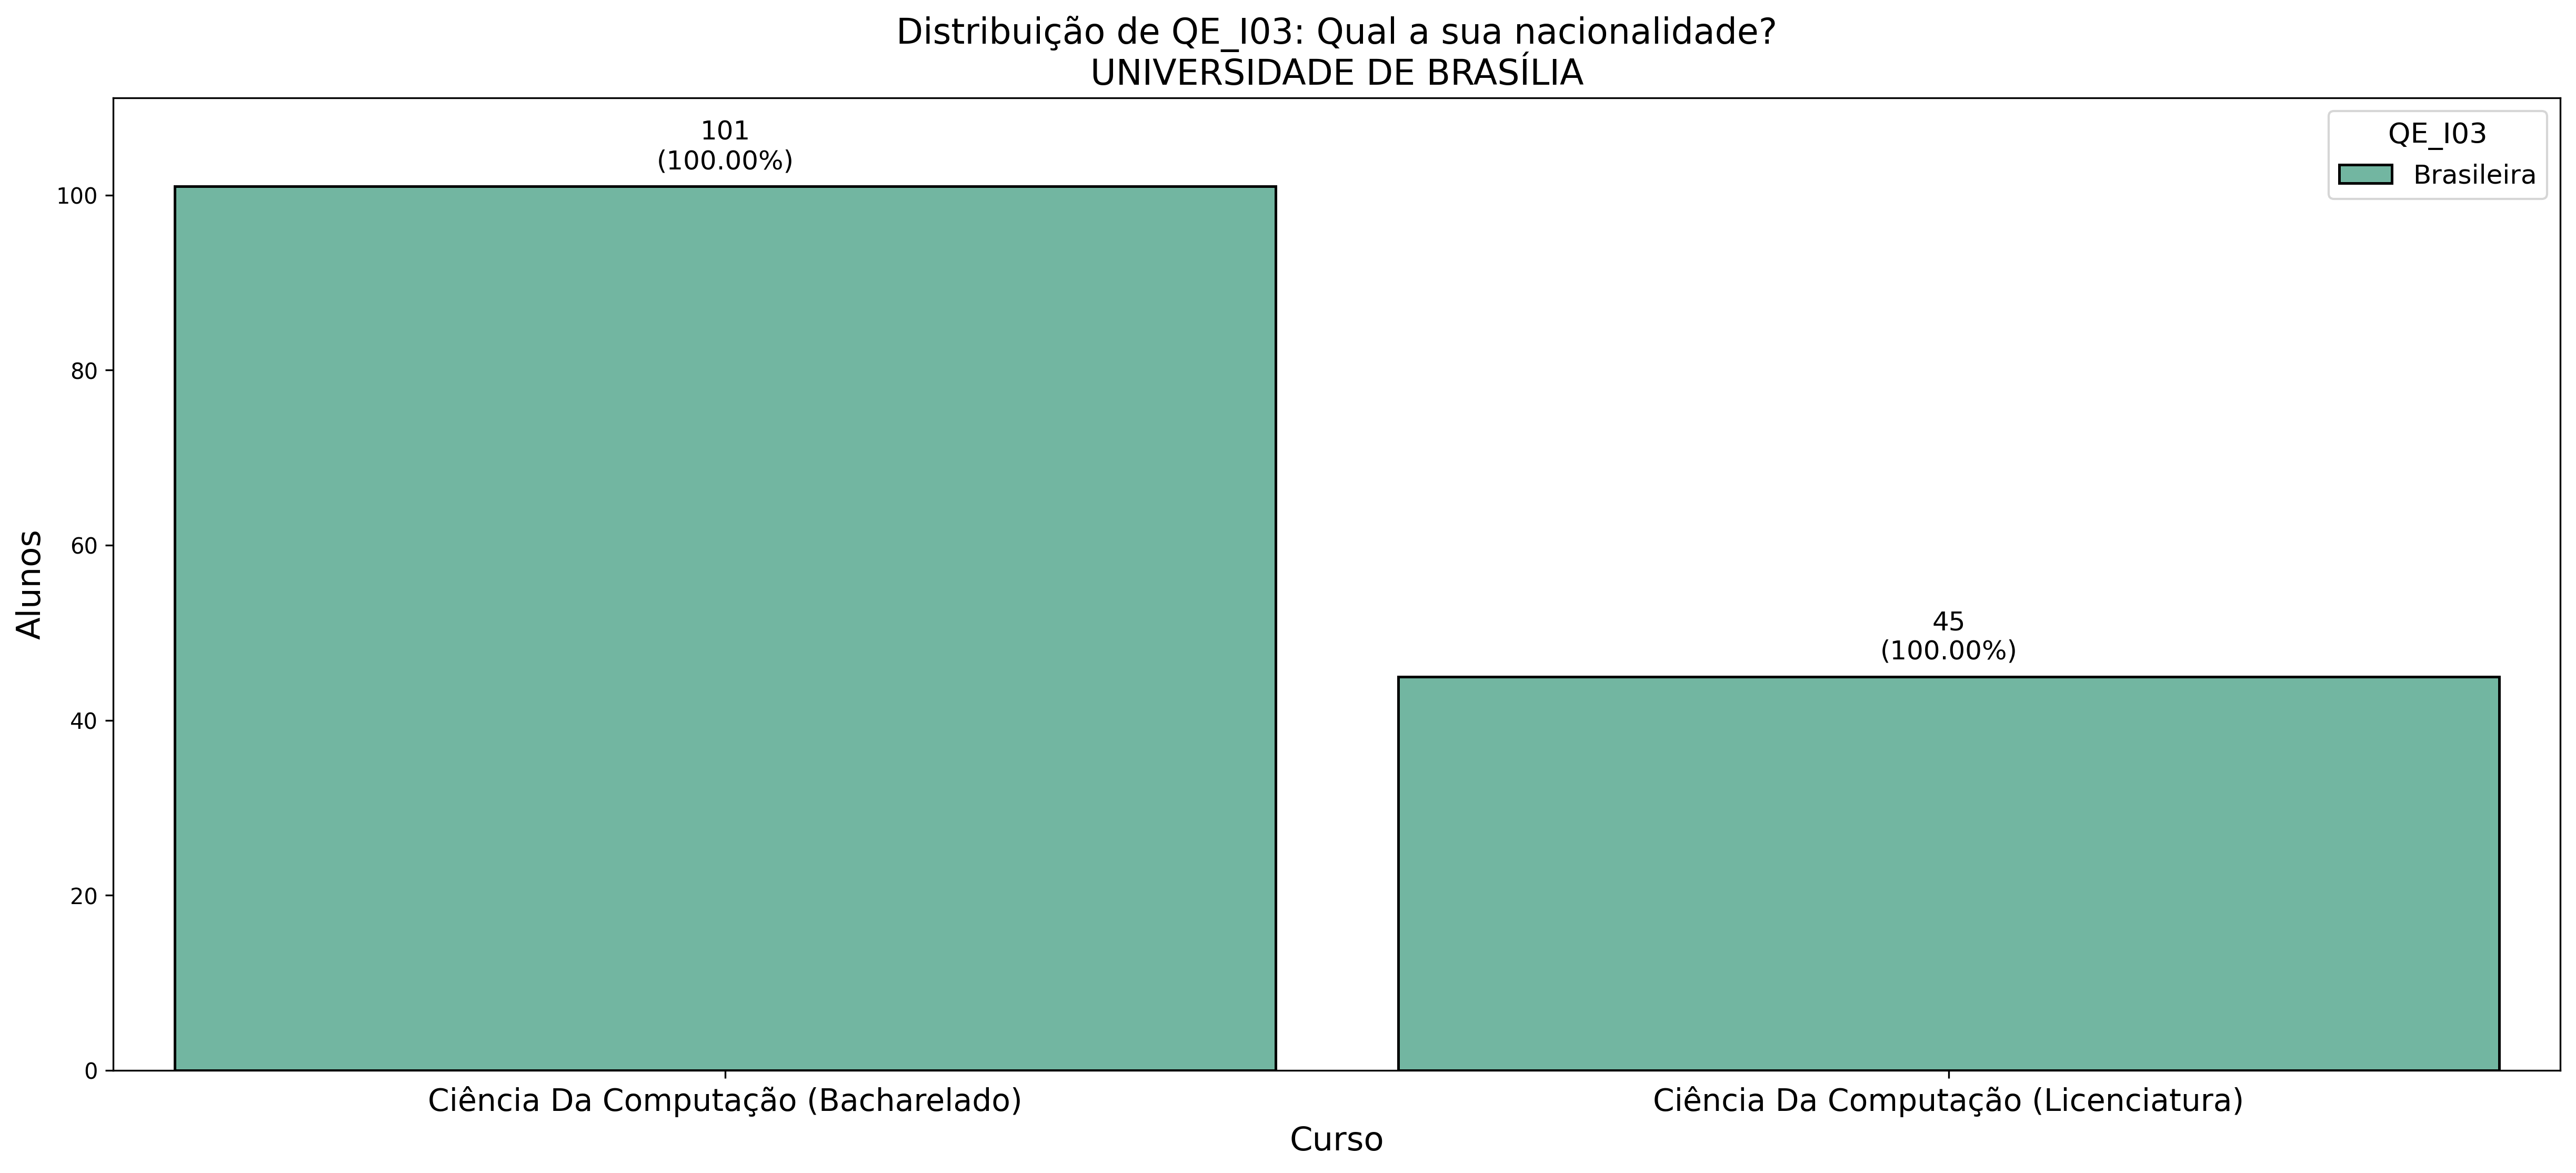 Distribuição de QE_I03: Qual a sua nacionalidade?
UNIVERSIDADE DE BRASÍLIA
101
(100.00%)
QE_I03
Brasileira
100
80
60
40
20
0
Alunos
45
(100.00%)
Ciência Da Computação (Bacharelado)
Ciência Da Computação (Licenciatura)
Curso